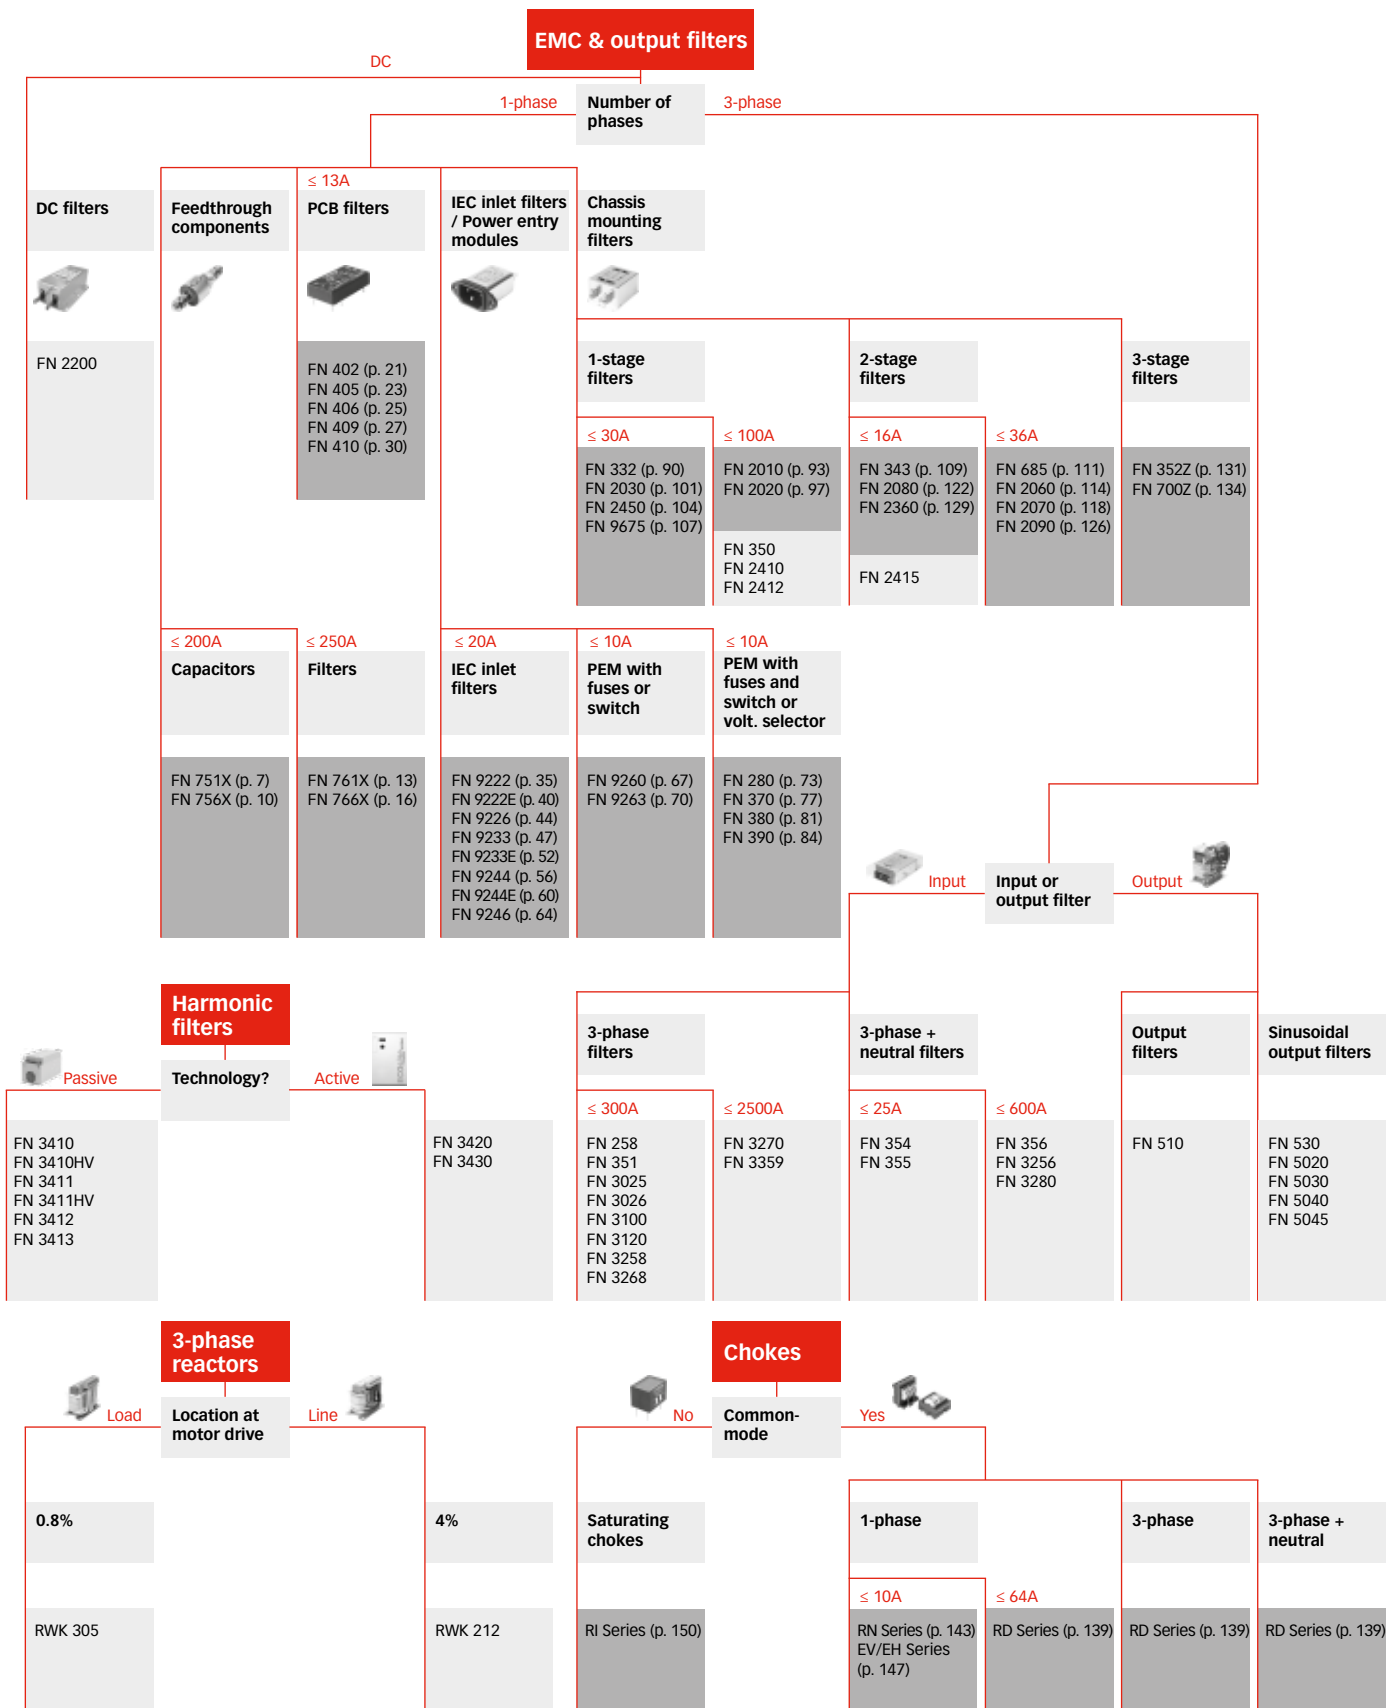 EMC & output filters
DC
1-phase
Number of
phases
3-phase
≤ 13A
DC filters
Feedthrough
components
PCB filters
IEC inlet filters
/ Power entry
modules
Chassis
mounting
filters
FN 2200
FN 402 (p. 21)
FN 405 (p. 23)
FN 406 (p. 25)
FN 409 (p. 27)
FN 410 (p. 30)
1-stage
filters
2-stage
filters
3-stage
filters
≤ 30A
≤ 100A
≤ 16A
≤ 36A
FN 332 (p. 90)
FN 2030 (p. 101)
FN 2450 (p. 104)
FN 9675 (p. 107)
FN 2010 (p. 93)
FN 2020 (p. 97)
FN 350
FN 2410
FN 2412
FN 343 (p. 109)
FN 2080 (p. 122)
FN 2360 (p. 129)
FN 2415
FN 685 (p. 111)
FN 2060 (p. 114)
FN 2070 (p. 118)
FN 2090 (p. 126)
FN 352Z (p. 131)
FN 700Z (p. 134)
≤ 200A
≤ 250A
≤ 20A
≤ 10A
≤ 10A
Capacitors
Filters
IEC inlet
filters
PEM with
fuses or
switch
PEM with
fuses and
switch or
volt. selector
FN 751X (p. 7)
FN 756X (p. 10)
FN 761X (p. 13)
FN 766X (p. 16)
FN 9222 (p. 35)
FN 9222E (p. 40)
FN 9226 (p. 44)
FN 9233 (p. 47)
FN 9233E (p. 52)
FN 9244 (p. 56)
FN 9244E (p. 60)
FN 9246 (p. 64)
FN 9260 (p. 67)
FN 9263 (p. 70)
FN 280 (p. 73)
FN 370 (p. 77)
FN 380 (p. 81)
FN 390 (p. 84)
Input
Input or
output filter
Output
3-phase
filters
3-phase +
neutral filters
Output
filters
Sinusoidal
output filters
≤ 300A
≤ 2500A
≤ 25A
≤ 600A
FN 258
FN 351
FN 3025
FN 3026
FN 3100
FN 3120
FN 3258
FN 3268
FN 3270
FN 3359
FN 354
FN 355
FN 356
FN 3256
FN 3280
FN 510
FN 530
FN 5020
FN 5030
FN 5040
FN 5045
Harmonic
filters
Passive
Technology?
Active
FN 3410
FN 3410HV
FN 3411
FN 3411HV
FN 3412
FN 3413
FN 3420
FN 3430
3-phase
reactors
Load
Location at
motor drive
Line
0.8%
4%
RWK 305
RWK 212
Chokes
No
Common-
mode
Yes
Saturating
chokes
1-phase
3-phase
3-phase +
neutral
≤ 10A
≤ 64A
RI Series (p. 150)
RN Series (p. 143)
EV/EH Series
(p. 147)
RD Series (p. 139)
RD Series (p. 139)
RD Series (p. 139)